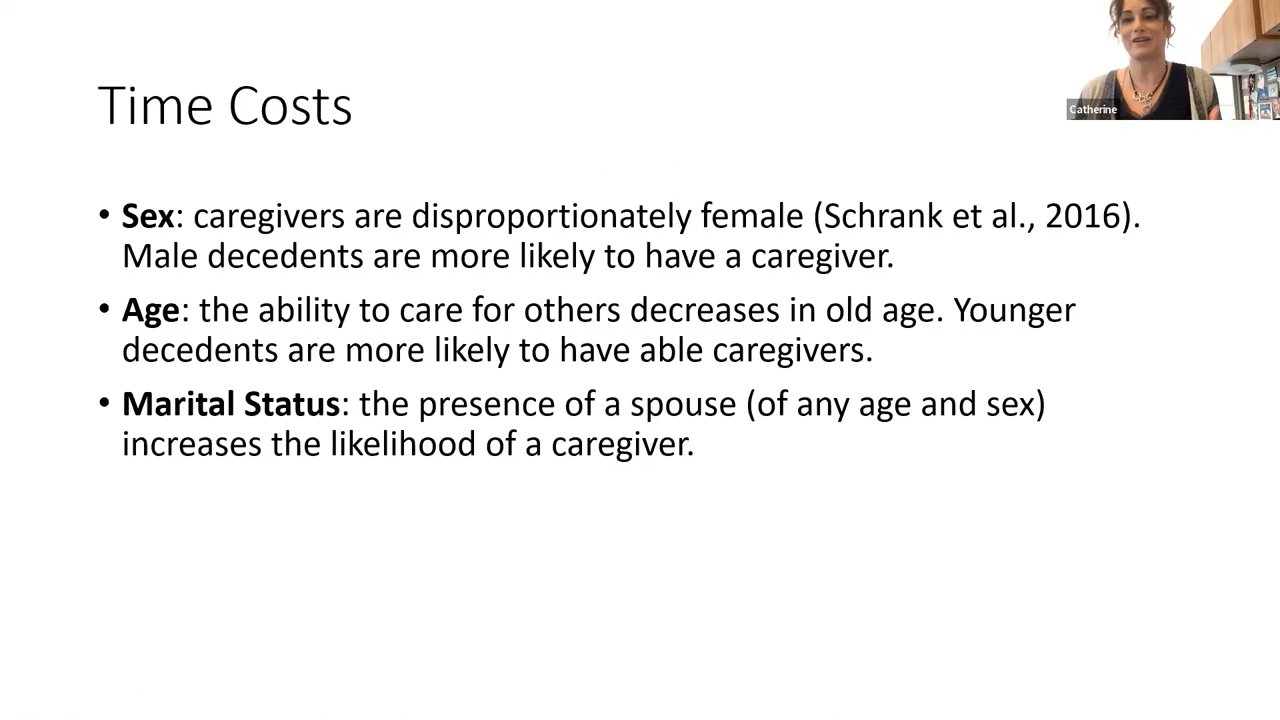 Time Costs
Catherine
• Sex: caregivers are disproportionately female (Schrank et al., 2016).
Male decedents are more likely to have a caregiver.
• Age: the ability to care for others decreases in old age. Younger
decedents are more likely to have able caregivers.
• Marital Status: the presence of a spouse (of any age and sex)
increases the likelihood of a caregiver.